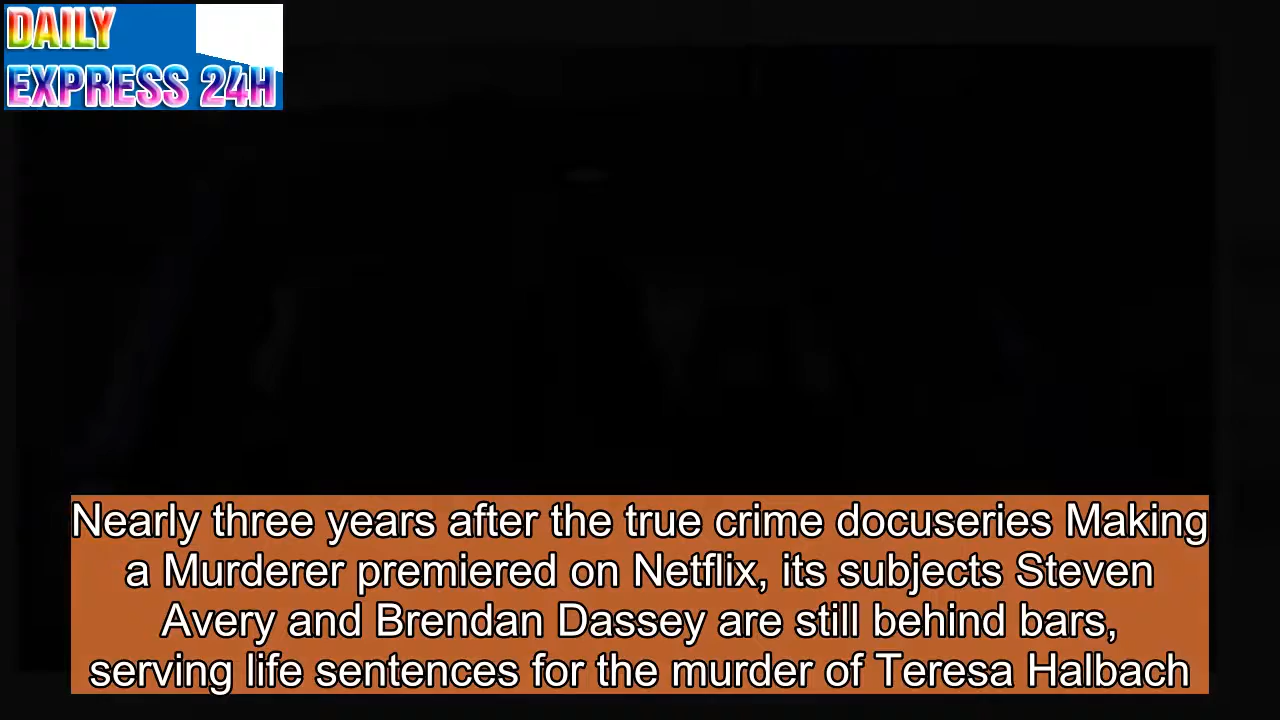 DAILY
EXPRESS 24H
Nearly three years after the true crime docuseries Making
a Murderer premiered on Netflix, its subjects Steven
Avery and Brendan Dassey are still behind bars,
serving life sentences for the murder of Teresa Halbach